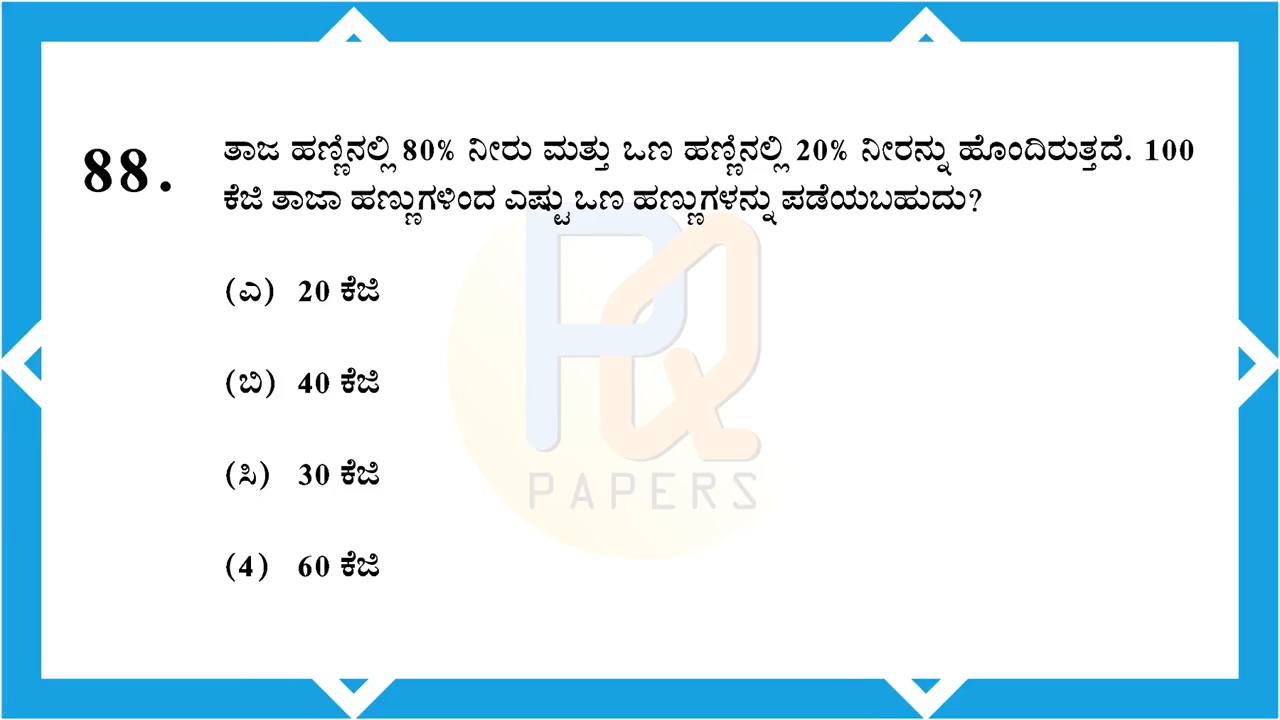 88.
ತಾಜ ಹಣ್ಣಿನಲ್ಲಿ 80% ನೀರು ಮತ್ತು ಒಣ ಹಣ್ಣಿನಲ್ಲಿ 20% ನೀರನ್ನು ಹೊಂದಿರುತ್ತದೆ. 100
ಕೆಜಿ ತಾಜಾ ಹಣ್ಣುಗಳಿಂದ ಎಷ್ಟು ಒಣ ಹಣ್ಣುಗಳನ್ನು ಪಡೆಯಬಹುದು?
(ಎ) 20 ಕೆಜಿ
(ಬಿ) 40 ಕೆಜಿ
(ಸಿ) 30 ಕೆಜಿ
(4) 60 ಕೆಜಿ
PQ
PAPERS